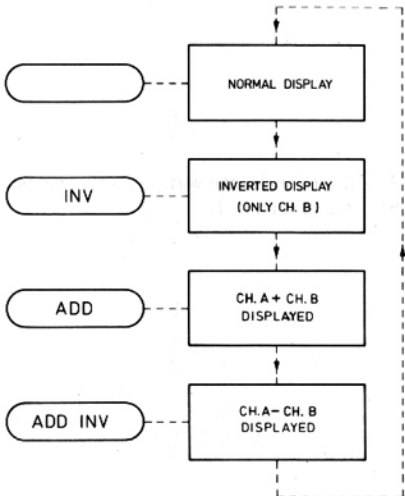 NORMAL DISPLAY
INV
INVERTED DISPLAY
(ONLY CH. B)
ADD
CH. A + CH. B
DISPLAYED
ADD INV
CH.A – CH. B
DISPLAYED